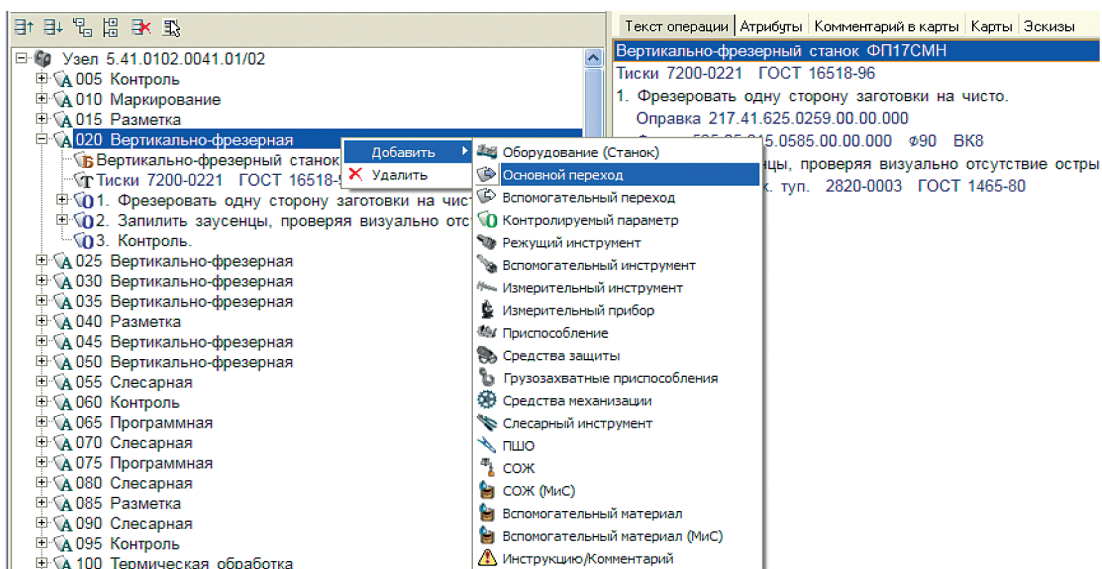 Узел 5.41.0102.0041.01/02
005 Контроль
010 Маркирование
015 Разметка
020 Вертикально-фрезерная
Вертикально-фрезерный станок
Тиски 7200-0221 ГОСТ 16518-
1. Фрезеровать одну сторону заготовки на чис
2. Запилить заусенцы, проверяя визуально отс
3. Контроль.
025 Вертикально-фрезерная
030 Вертикально-фрезерная
035 Вертикально-фрезерная
040 Разметка
045 Вертикально-фрезерная
050 Вертикально-фрезерная
055 Слесарная
060 Контроль
065 Программная
070 Слесарная
075 Программная
080 Слесарная
085 Разметка
090 Слесарная
095 Контроль
100 Термическая обработка
Добавить
Удалить
Оборудование (Станок)
Основной переход
Вспомогательный переход
Контролируемый параметр
Режущий инструмент
Вспомогательный инструмент
Измерительный инструмент
Измерительный прибор
Приспособление
Средства защиты
Грузозахватные приспособления
Средства механизации
Слесарный инструмент
ПШО
СОЖ
СОЖ (МиС)
Вспомогательный материал
Вспомогательный материал (МиС)
Инструкцию/Комментарий
Текст операции Атрибуты Комментарий в карты Карты Эскизы
Вертикально-фрезерный станок ФП17СМН
Тиски 7200-0221 ГОСТ 16518-96
1. Фрезеровать одну сторону заготовки на чисто.
Оправка 217.41.625.0259.00.00.000
5.0585.00.00.000 ø90 ВК8
нцы, проверяя визуально отсутствие остры
к. туп. 2820-0003 ГОСТ 1465-80